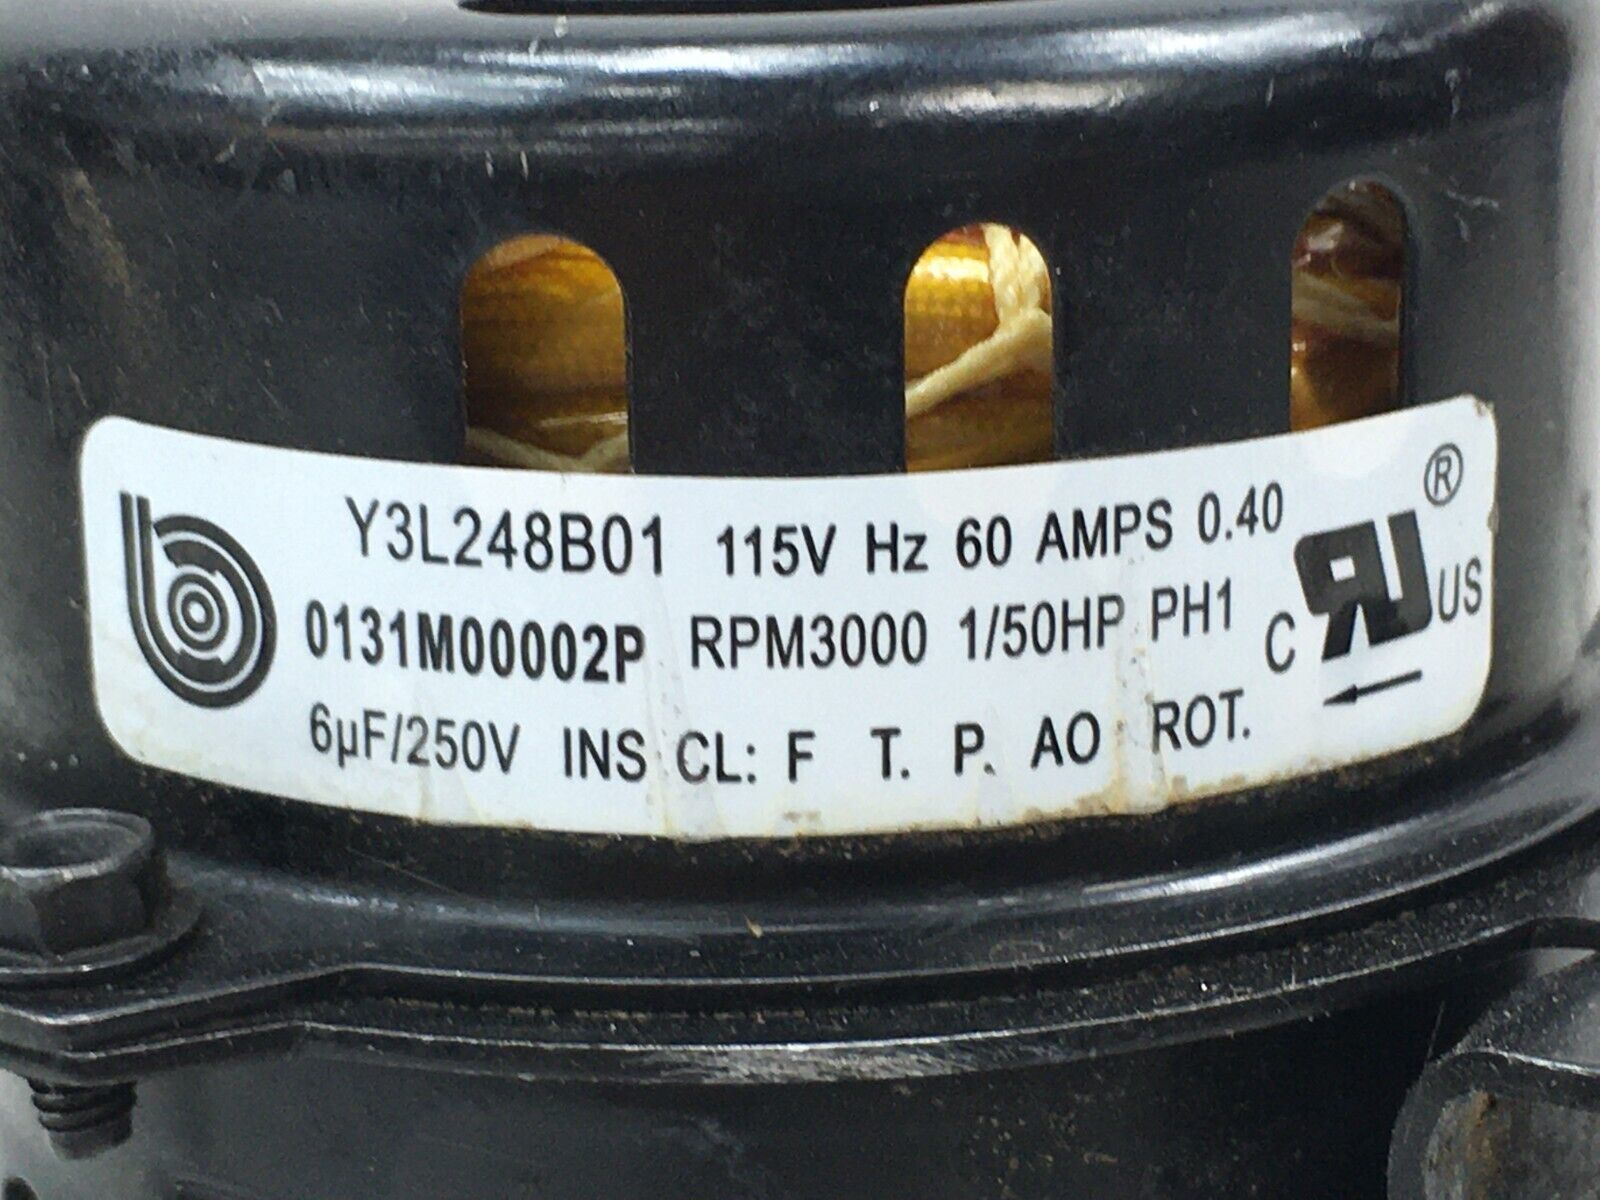 Y3L248B01 115V Hz 60 AMPS 0.40
0131M00002P RPM3000 1/50HP PH1
6µF/250V INS CL: F T. P. AO ROT.
C RU US ®